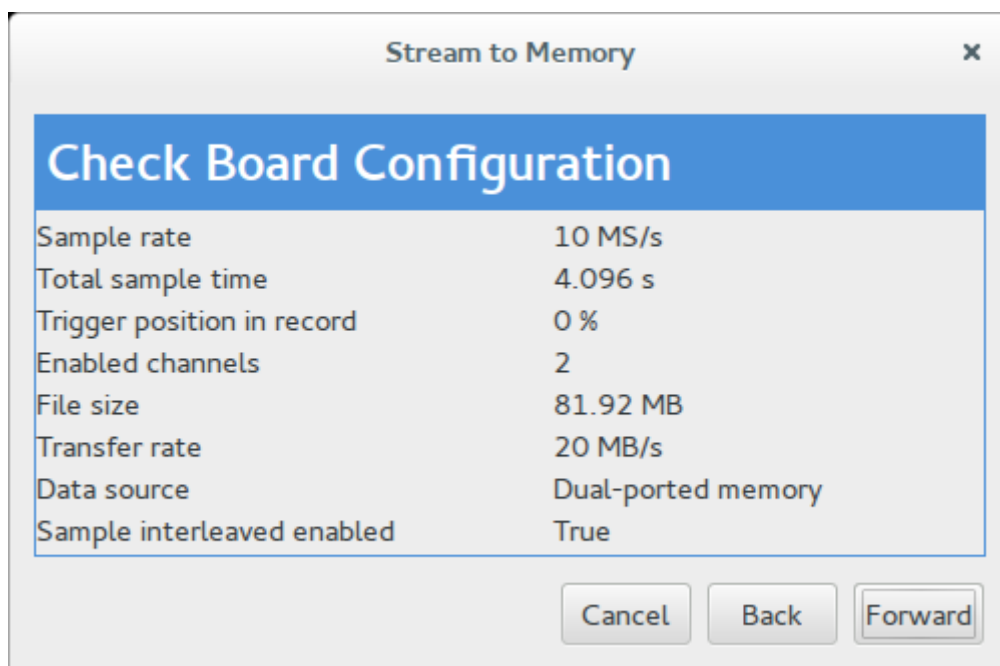 Stream to Memory ×
Check Board Configuration
Sample rate 10 MS/s
Total sample time 4.096 s
Trigger position in record 0 %
Enabled channels 2
File size 81.92 MB
Transfer rate 20 MB/s
Data source Dual-ported memory
Sample interleaved enabled True
Cancel Back Forward